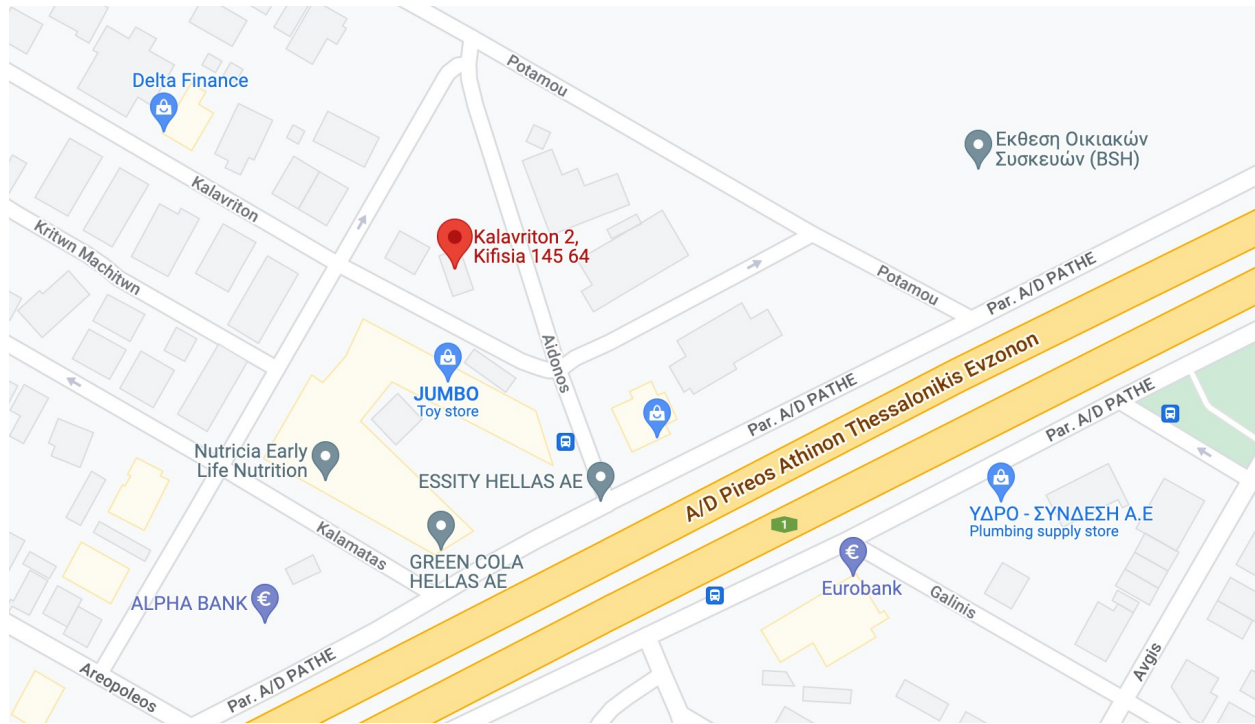 Potamou
Delta Finance
Εκθεση Οικιακών
Συσκευών (BSH)
Kalavriton
Kritwn Machitwn
Kalavriton 2,
Kifisia 145 64
Potamou
Par. A/D PATHE
Aidonos
A/D Pireos Athinon Thessalonikis Evzonon
JUMBO
Toy store
Par. A/D PATHE
Par. A/D PATHE
Nutricia Early
Life Nutrition
ESSITY HELLAS AE
ΥΔΡΟ - ΣΥΝΔΕΣΗ Α.Ε
Plumbing supply store
1
Kalamatas
GREEN COLA
HELLAS AE
€
Eurobank
ALPHA BANK
€
Galinis
Avgis
Areopoleos
Par. A/D PATHE